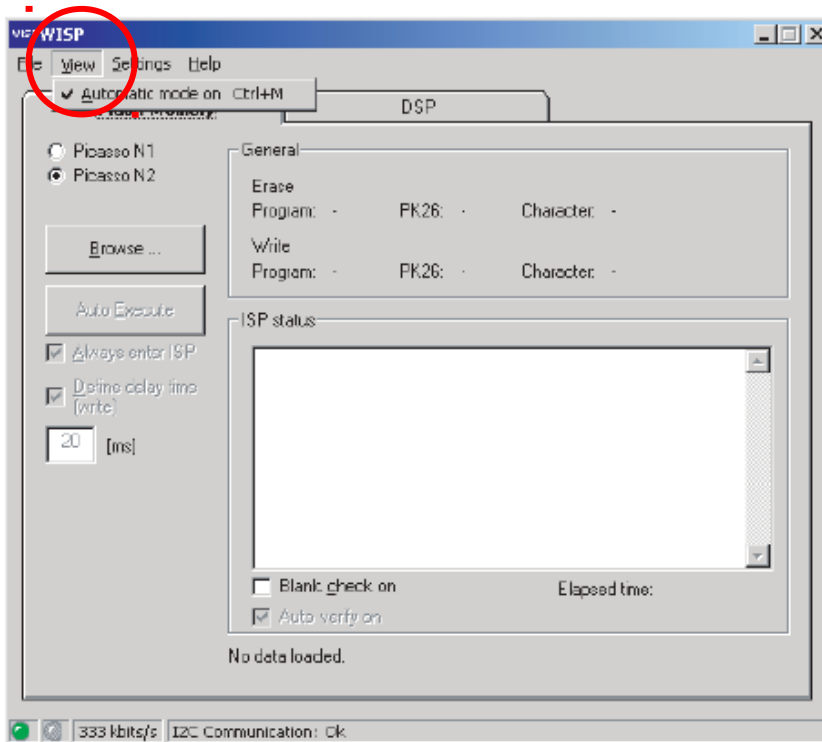 WISP
File View Settings Help
Automatic mode on Ctrl+M
Flash Memory
DSP
Picasso N1
Picasso N2
General
Erase
Program: - PK26: - Character: -
Browse ...
Write
Program: - PK26: - Character: -
Auto Execute
ISP status
Always enter ISP
Define delay time
(write)
20 [ms]
Blank check on
Elapsed time:
Auto verify on
No data loaded.
333 kbits/s I2C Communication: Ok